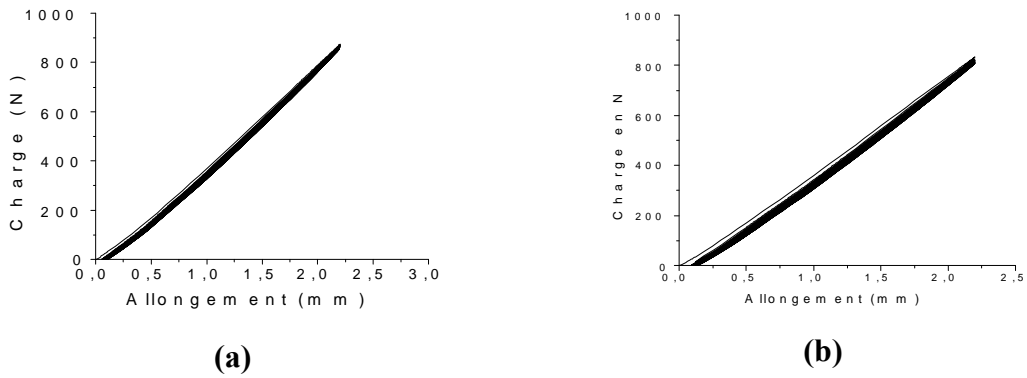 1000
800
600
400
200
0
0,0 0,5 1,0 1,5 2,0 2,5 3,0
Charge (N)
Allongement (mm)
(a)
1000
800
600
400
200
0
0,0 0,5 1,0 1,5 2,0 2,5
Charge en N
Allongement (mm)
(b)